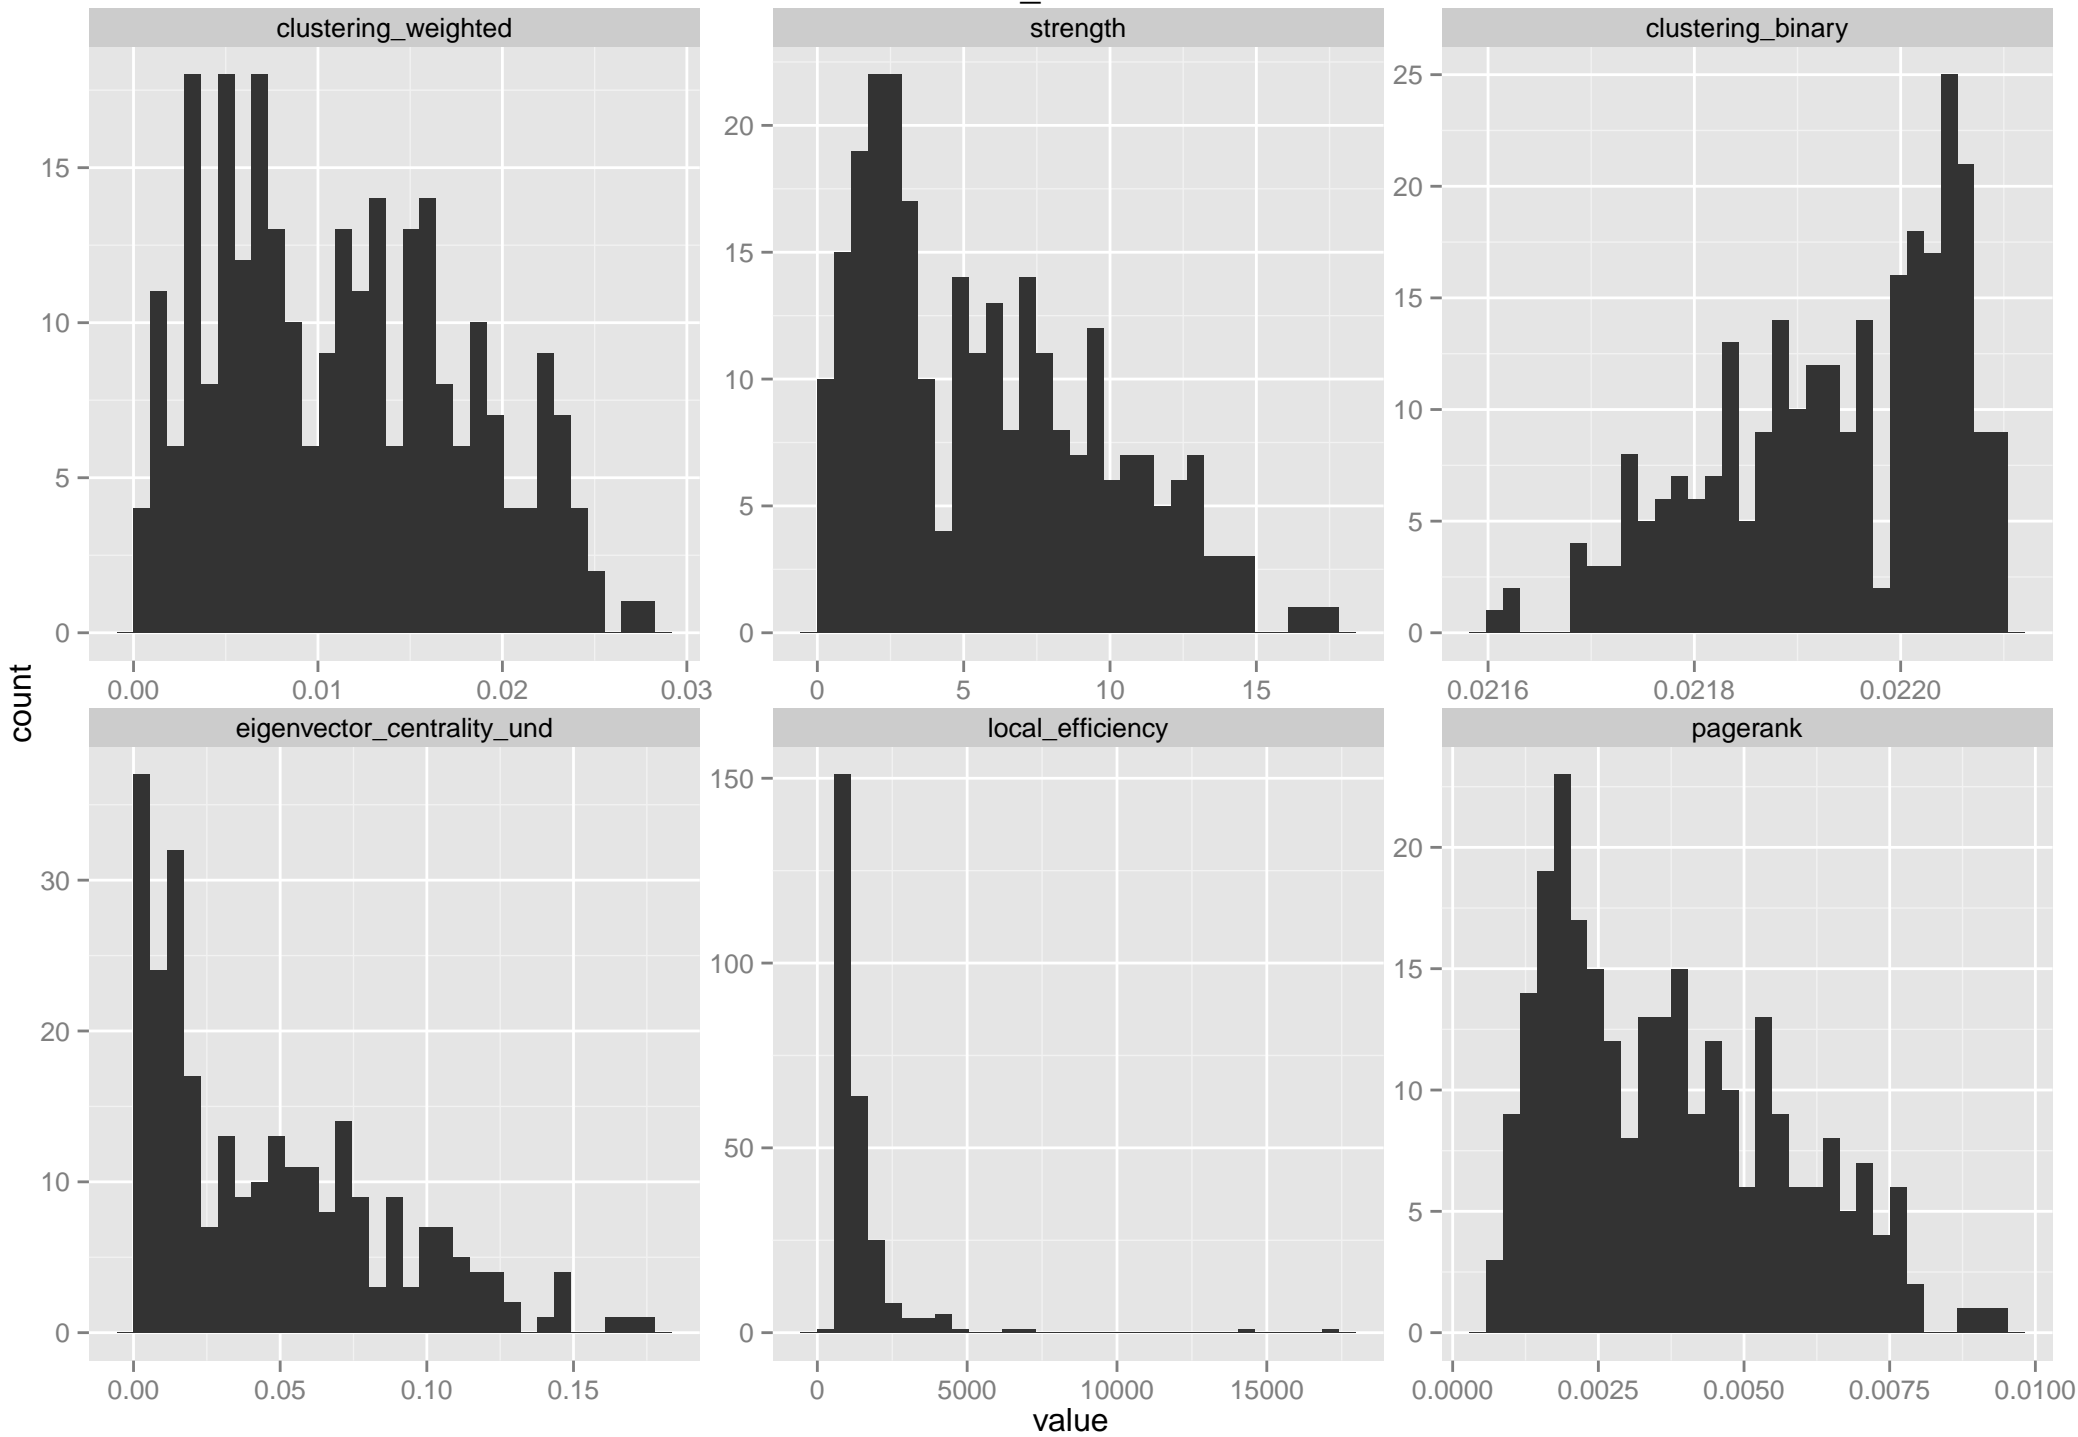 _
clustering_weighted
strength
clustering_binary
15
10
5
0
20
15
10
5
0
25
20
15
10
5
0
0.00 0.01 0.02 0.03
0 5 10 15
0.0216 0.0218 0.0220
count
eigenvector_centrality_und
local_efficiency
pagerank
30
20
10
0
150
100
50
0
20
15
10
5
0
0.00 0.05 0.10 0.15
0 5000 10000 15000
0.0000 0.0025 0.0050 0.0075 0.0100
value